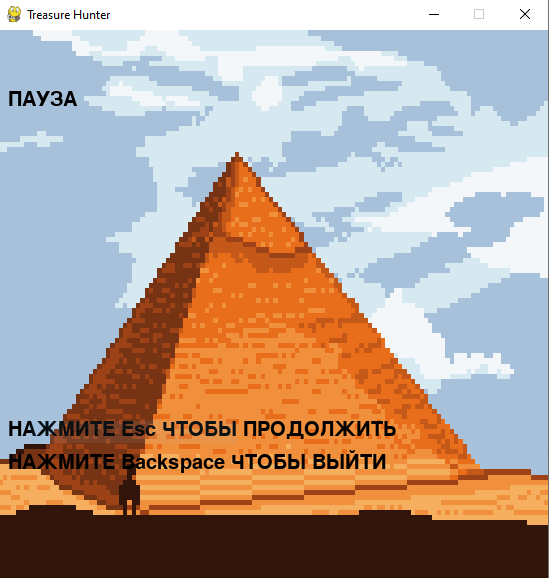 Treasure Hunter
ПАУЗА
НАЖМИТЕ Esc ЧТОБЫ ПРОДОЛЖИТЬ
НАЖМИТЕ Backspace ЧТОБЫ ВЫЙТИ